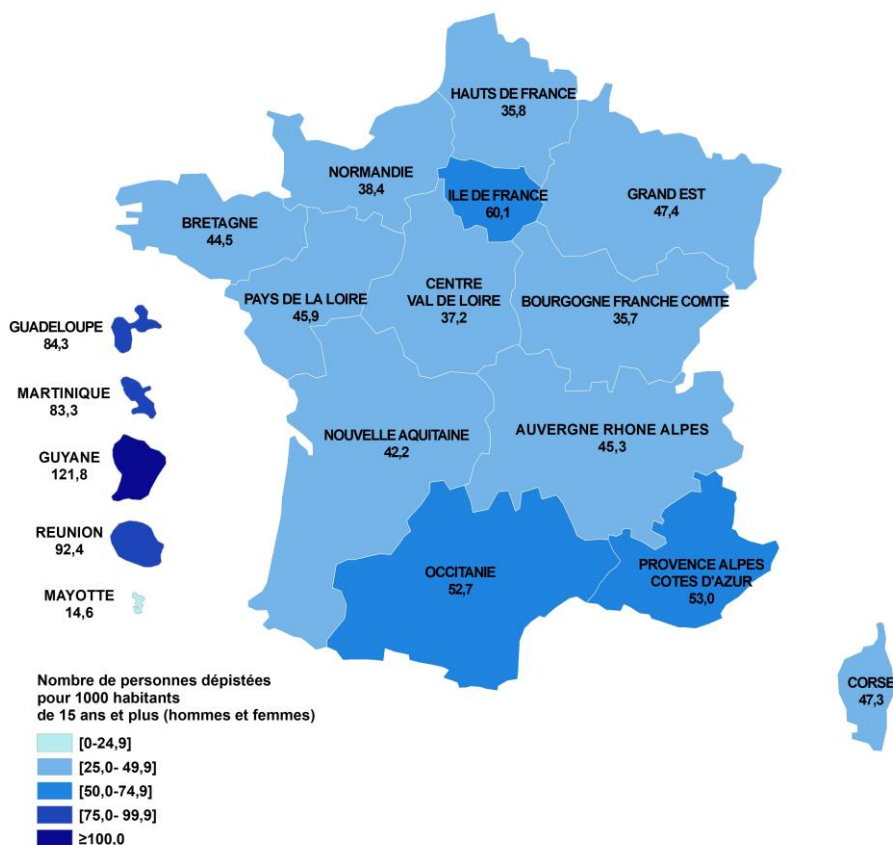 HAUTS DE FRANCE
35,8
NORMANDIE
38,4
ILE DE FRANCE
60,1
GRAND EST
47,4
BRETAGNE
44,5
PAYS DE LA LOIRE
45,9
CENTRE
VAL DE LOIRE
37,2
BOURGOGNE FRANCHE COMTE
35,7
GUADELOUPE
84,3
MARTINIQUE
83,3
GUYANE
121,8
REUNION
92,4
MAYOTTE
14,6
NOUVELLE AQUITAINE
42,2
AUVERGNE RHONE ALPES
45,3
OCCITANIE
52,7
PROVENCE ALPES
COTES D'AZUR
53,0
CORSE
47,3
Nombre de personnes dépistées
pour 1000 habitants
de 15 ans et plus (hommes et femmes)
[0-24,9]
[25,0- 49,9]
[50,0-74,9]
[75,0- 99,9]
≥100,0